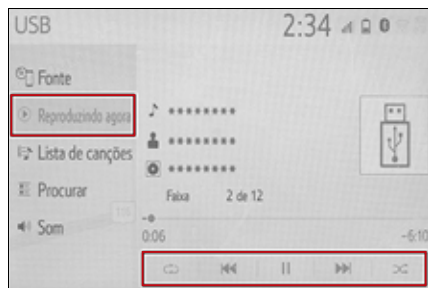 USB 2:34
Fonte
Reproduzindo agora
********
Lista de canções
********
********
Procurar
Faixa 2 de 12
Som
0:06 -6:10